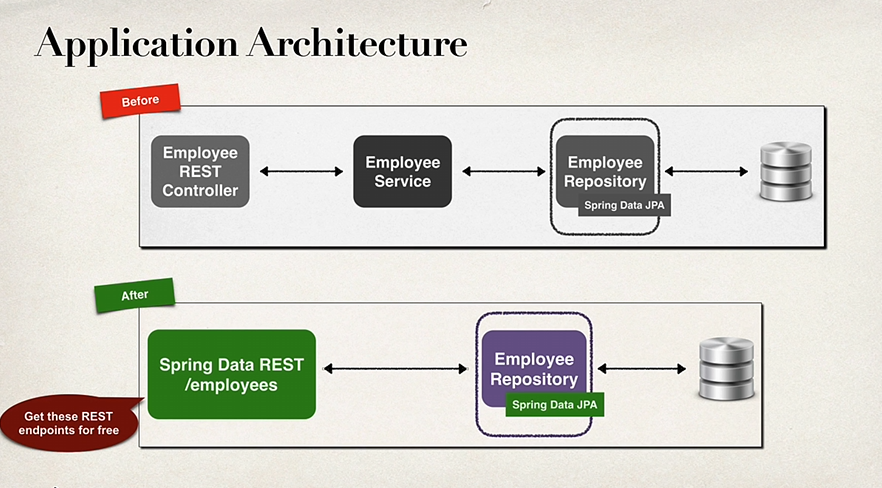 Application Architecture
Before
Employee
REST
Controller
Employee
Service
Employee
Repository
Spring Data JPA
After
Spring Data REST
/employees
Employee
Repository
Spring Data JPA
Get these REST
endpoints for free